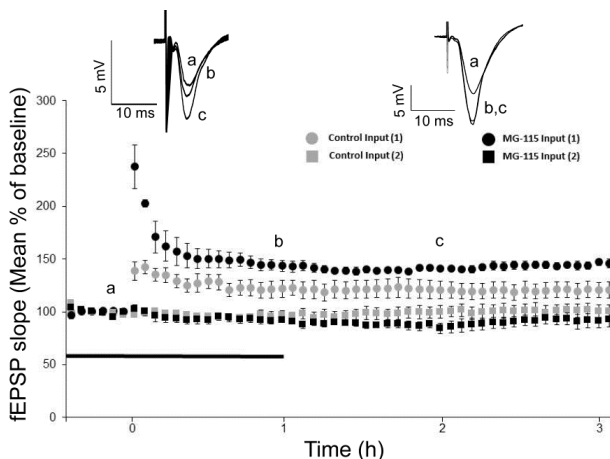 5 mV
10 ms
a
b
c
5 mV
10 ms
a
b,c
Control Input (1)
MG-115 Input (1)
Control Input (2)
MG-115 Input (2)
fEPSP slope (Mean % of baseline)
300
250
200
150
100
50
0
a
b
c
0
1
2
3
Time (h)